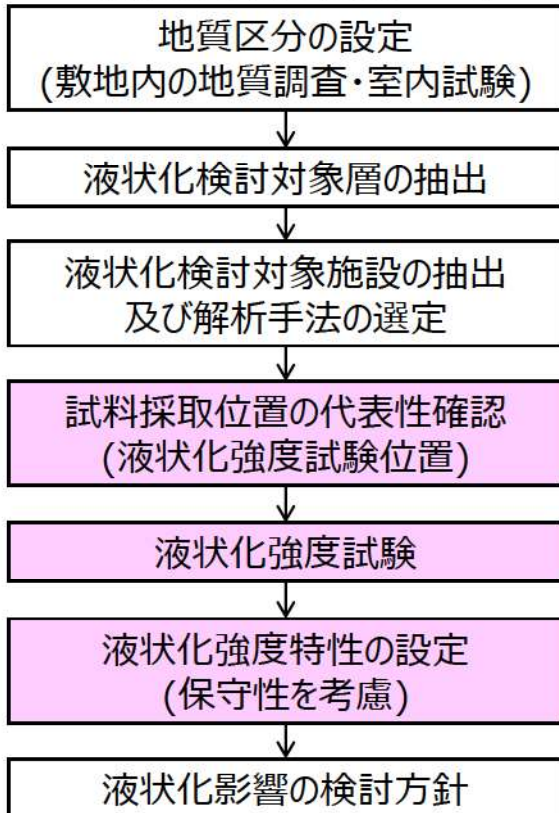 地質区分の設定
(敷地内の地質調査･室内試験)
液状化検討対象層の抽出
液状化検討対象施設の抽出
及び解析手法の選定
試料採取位置の代表性確認
(液状化強度試験位置)
液状化強度試験
液状化強度特性の設定
(保守性を考慮)
液状化影響の検討方針